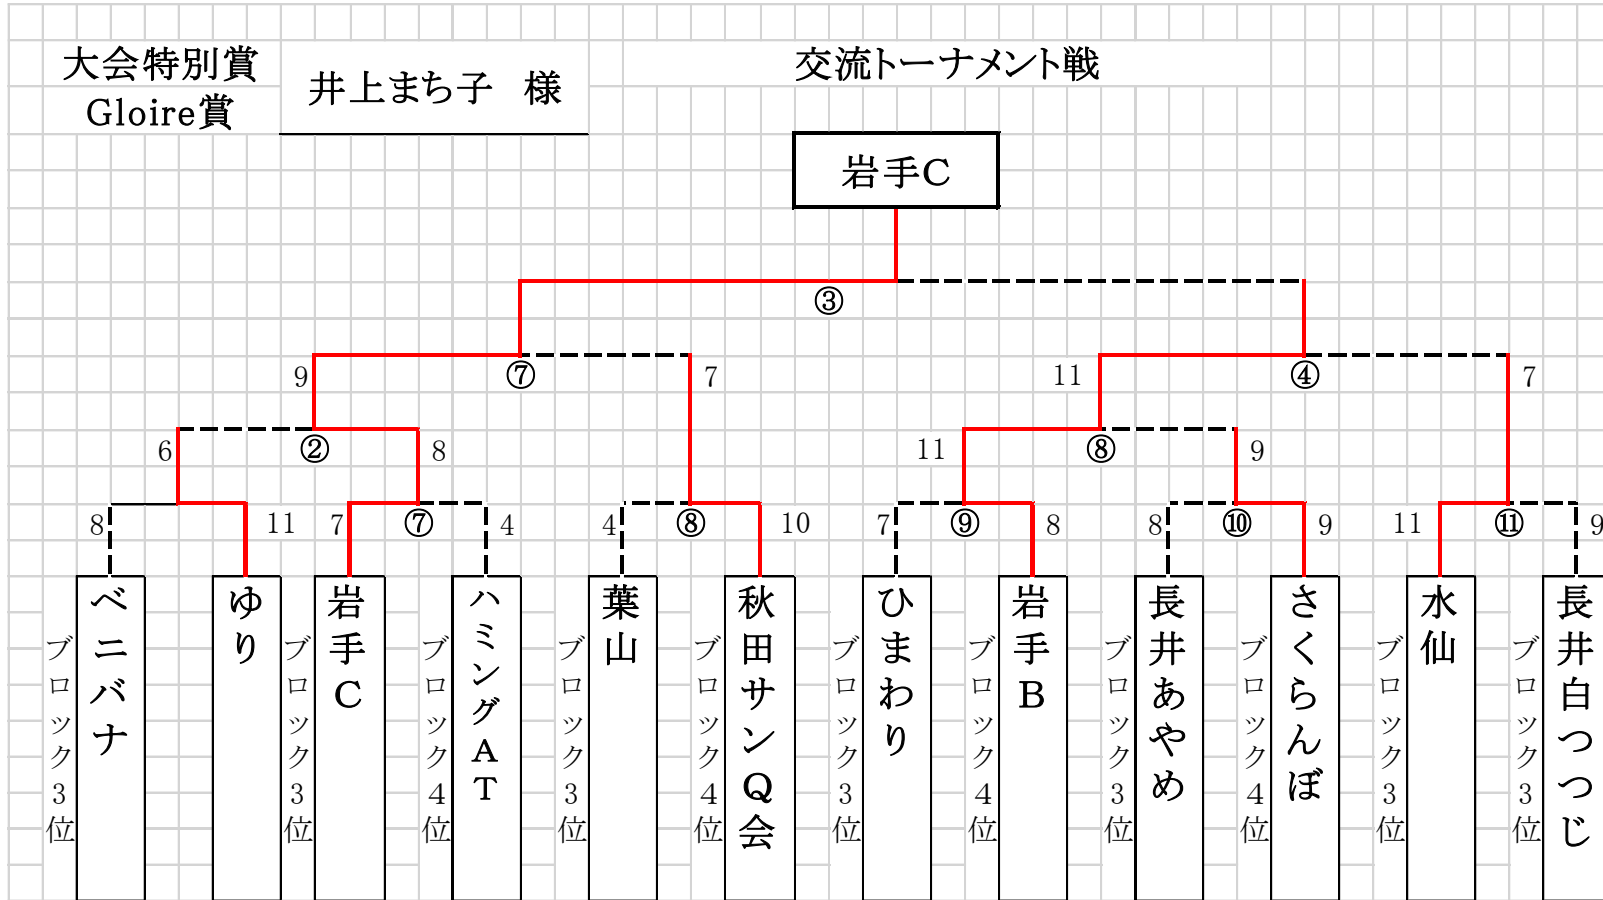 大会特別賞
Gloire賞
井上まち子 様
交流トーナメント戦
岩手C
③
9
⑦
7
11
④
7
6
②
8
11
⑧
9
8
11
7
⑦
4
4
⑧
10
7
⑨
8
8
⑩
9
11
⑪
9
ブロック3位
ベニバナ
ゆり
ブロック3位
岩手C
ブロック4位
ハミングAT
ブロック3位
葉山
ブロック4位
秋田サンQ会
ブロック3位
ひまわり
ブロック4位
岩手B
ブロック3位
長井あやめ
ブロック4位
さくらんぼ
ブロック3位
水仙
ブロック3位
長井白つつじ